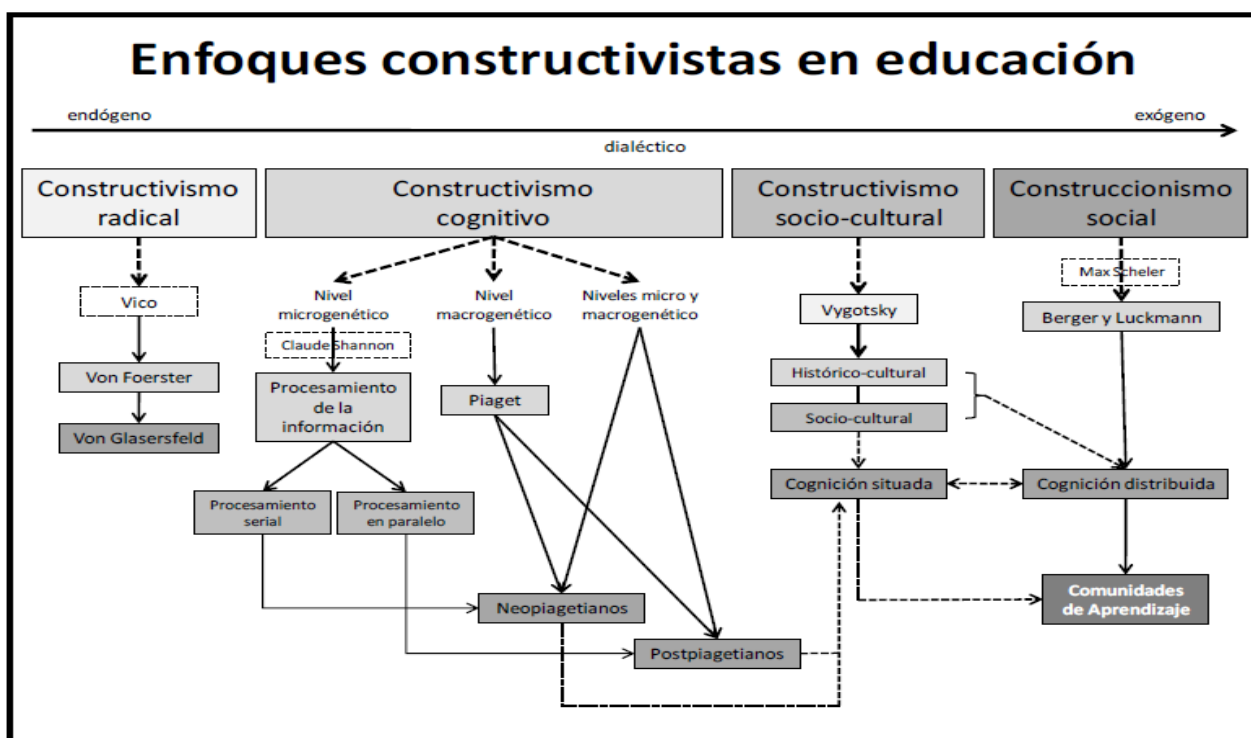 Enfoques constructivistas en educación
endógeno
exógeno
dialéctico
Constructivismo
radical
Constructivismo
cognitivo
Constructivismo
socio-cultural
Construccionismo
social
Vico
Von Foerster
Von Glasersfeld
Nivel
microgenético
Nivel
macrogenético
Niveles micro y
macrogenético
Claude Shannon
Procesamiento
de la
información
Piaget
Procesamiento
serial
Procesamiento
en paralelo
Neopiagetianos
Postpiagetianos
Vygotsky
Histórico-cultural
Socio-cultural
Cognición situada
Max Scheler
Berger y Luckmann
Cognición distribuida
Comunidades
de Aprendizaje